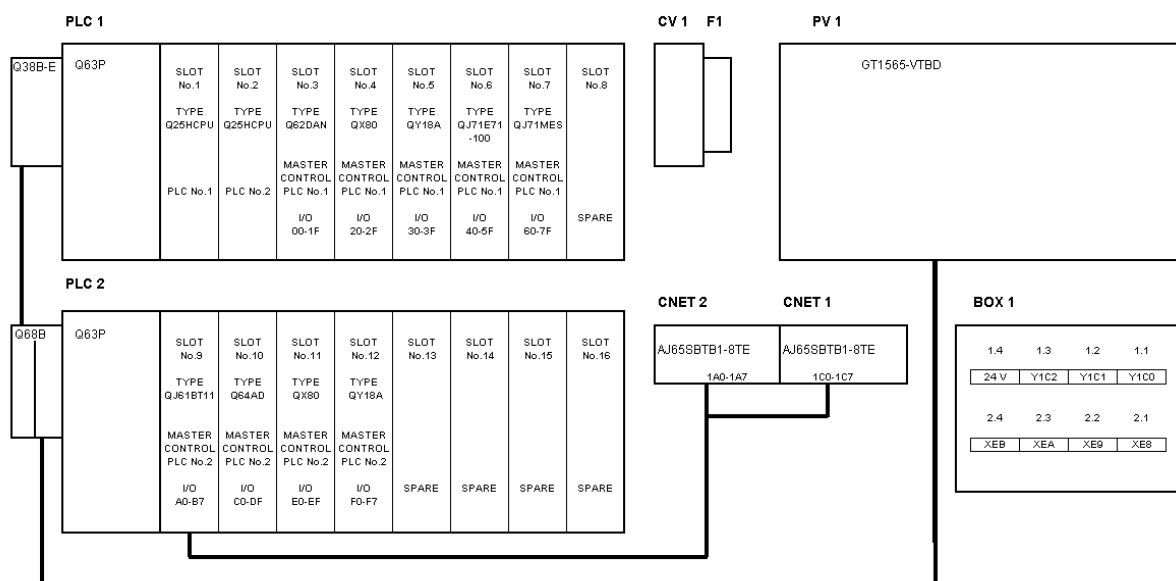 PLC 1
CV 1 F1
PV 1
Q38B-E
Q63P
SLOT
No.1
TYPE
Q25HCPU
PLC No.1
SLOT
No.2
TYPE
Q25HCPU
PLC No.2
SLOT
No.3
TYPE
Q62DAN
MASTER
CONTROL
PLC No.1
I/O
00-1F
SLOT
No.4
TYPE
QX80
MASTER
CONTROL
PLC No.1
I/O
20-2F
SLOT
No.5
TYPE
QY18A
MASTER
CONTROL
PLC No.1
I/O
30-3F
SLOT
No.6
TYPE
QJ71E71
-100
MASTER
CONTROL
PLC No.1
I/O
40-5F
SLOT
No.7
TYPE
QJ71MES
MASTER
CONTROL
PLC No.1
I/O
60-7F
SLOT
No.8
SPARE
GT1565-VTBD
PLC 2
Q68B
Q63P
SLOT
No.9
TYPE
QJ61BT11
MASTER
CONTROL
PLC No.2
I/O
A0-B7
SLOT
No.10
TYPE
Q64AD
MASTER
CONTROL
PLC No.2
I/O
C0-DF
SLOT
No.11
TYPE
QX80
MASTER
CONTROL
PLC No.2
I/O
E0-EF
SLOT
No.12
TYPE
QY18A
MASTER
CONTROL
PLC No.2
I/O
F0-F7
SLOT
No.13
SPARE
SLOT
No.14
SPARE
SLOT
No.15
SPARE
SLOT
No.16
SPARE
CNET 2
AJ65SBTB1-8TE
1A0-1A7
CNET 1
AJ65SBTB1-8TE
1C0-1C7
BOX 1
1.4 1.3 1.2 1.1
24 V Y1C2 Y1C1 Y1C0
2.4 2.3 2.2 2.1
XEB XEA XE9 XE8